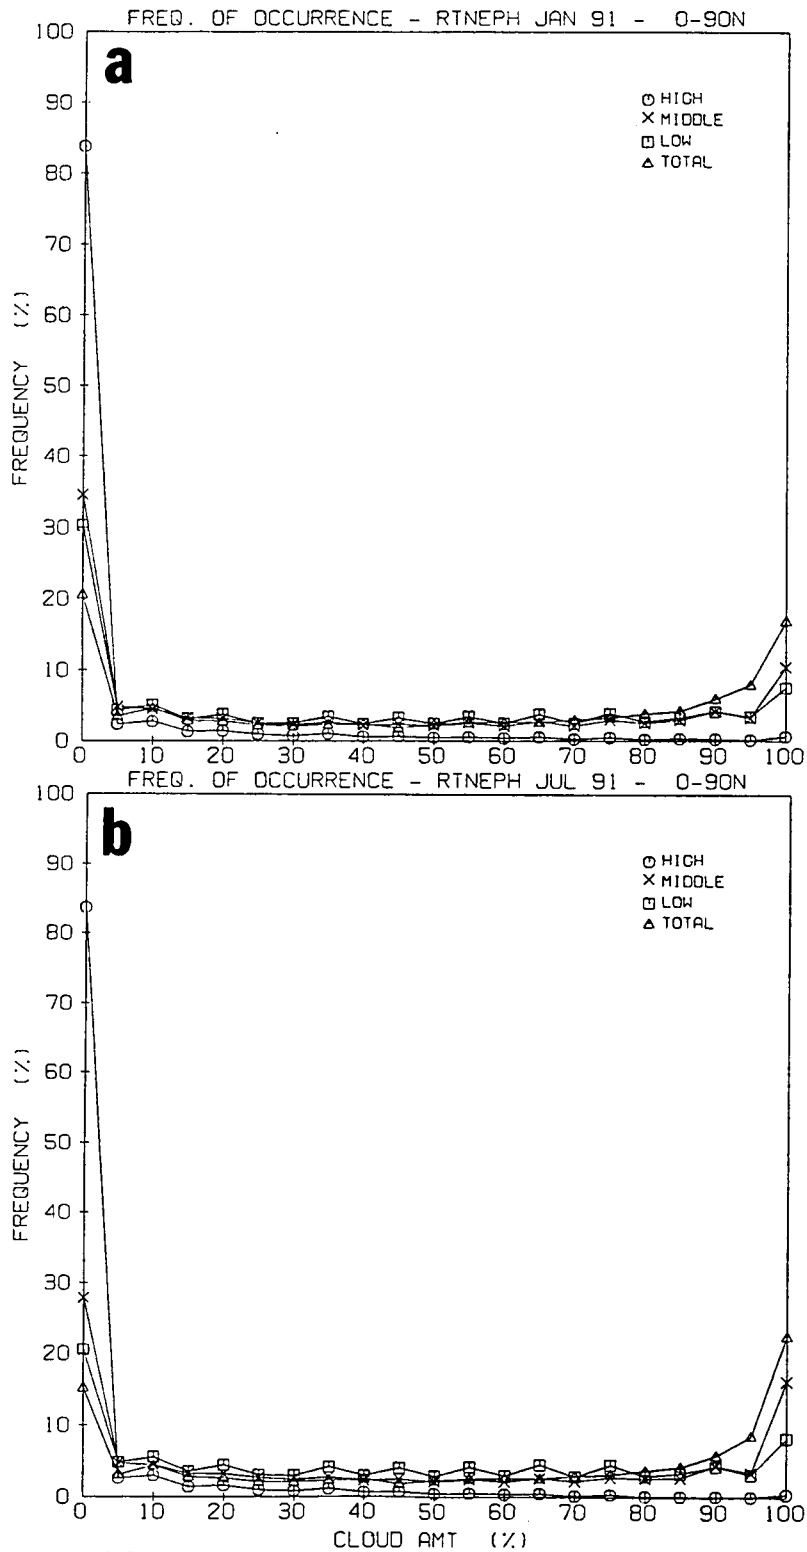 FREQ. OF OCCURRENCE - RTNEPH JAN 91 - 0-90N
a
100
90
80
70
60
50
40
30
20
10
0
FREQUENCY (%)
HIGH
MIDDLE
LOW
TOTAL
0 10 20 30 40 50 60 70 80 90 100
FREQ. OF OCCURRENCE - RTNEPH JUL 91 - 0-90N
b
100
90
80
70
60
50
40
30
20
10
0
FREQUENCY (%)
HIGH
MIDDLE
LOW
TOTAL
0 10 20 30 40 50 60 70 80 90 100
CLOUD AMT (%)